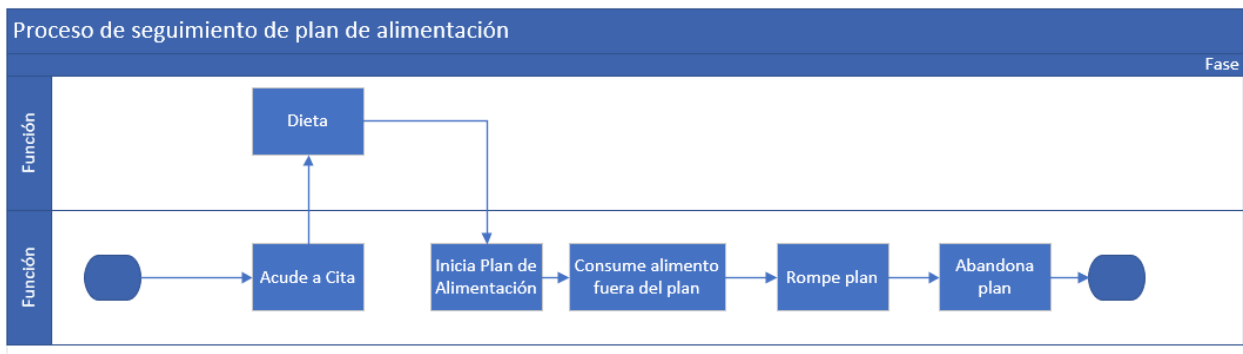 Proceso de seguimiento de plan de alimentación
Fase
Función
Dieta
Función
Acude a Cita
Inicia Plan de
Alimentación
Consume alimento
fuera del plan
Rompe plan
Abandona
plan